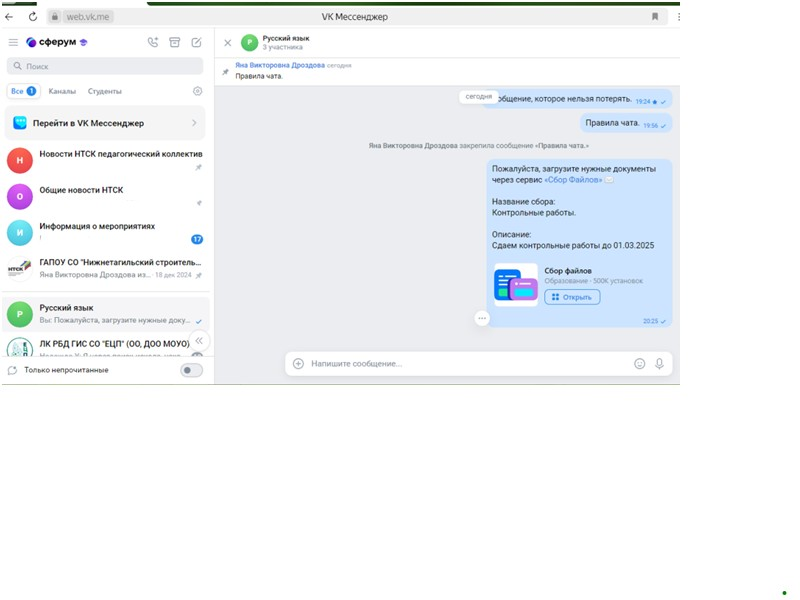 web.vk.me
VK Мессенджер
сферум
Поиск
Все 1 Каналы Студенты
Перейти в VK Мессенджер
Н
Новости НТСК педагогический коллектив
О
Общие новости НТСК
И
Информация о мероприятиях
17
НТСК
ГАПОУ СО "Нижнетагильский строитель...
Яна Викторовна Дроздова из... · 18 дек 2024
Р
Русский язык
Вы: Пожалуйста, загрузите нужные доку...
ЛК РБД ГИС СО "ЕЦП" (ОО, ДОО МОУО)
Только непрочитанные
Р
Русский язык
3 участника
Яна Викторовна Дроздова сегодня
Правила чата.
сегодня
общение, которое нельзя потерять. 19:24
Правила чата. 19:56
Яна Викторовна Дроздова закрепила сообщение «Правила чата.»
Пожалуйста, загрузите нужные документы
через сервис «Сбор Файлов»
Название сбора:
Контрольные работы.
Описание:
Сдаем контрольные работы до 01.03.2025
Сбор файлов
Образование · 500K установок
Открыть
20:25
Напишите сообщение...